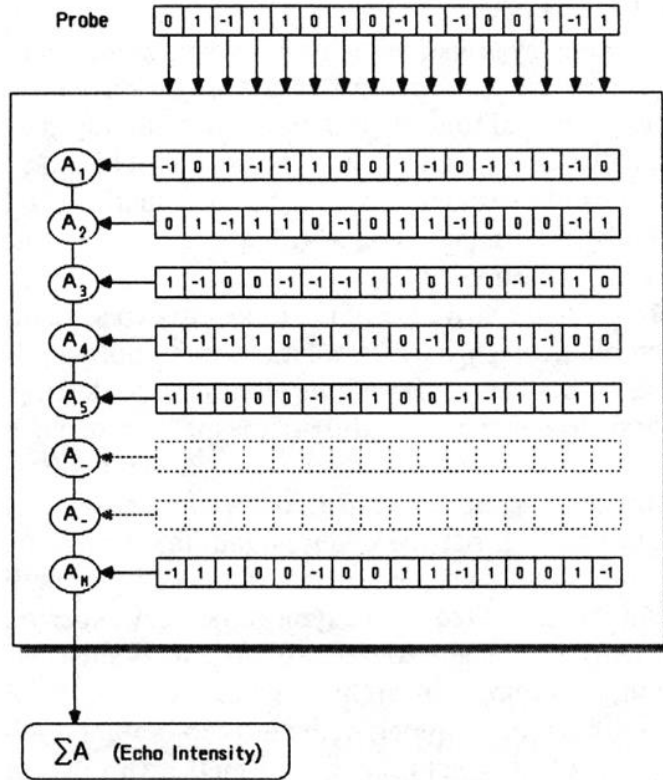 Probe 0 1 -1 1 1 0 1 0 -1 1 -1 0 0 1 -1 1
A1 -1 0 1 -1 -1 1 0 0 1 -1 0 -1 1 1 -1 0
A2 0 1 -1 1 1 0 -1 0 1 1 -1 0 0 0 -1 1
A3 1 -1 0 0 -1 -1 -1 1 1 0 1 0 -1 -1 1 0
A4 1 -1 -1 1 0 -1 1 1 0 -1 0 0 1 -1 0 0
A5 -1 1 0 0 0 -1 -1 1 0 0 -1 -1 1 1 1 1
A-
A-
AM -1 1 1 0 0 -1 0 0 1 1 -1 1 0 0 1 -1
∑A (Echo Intensity)